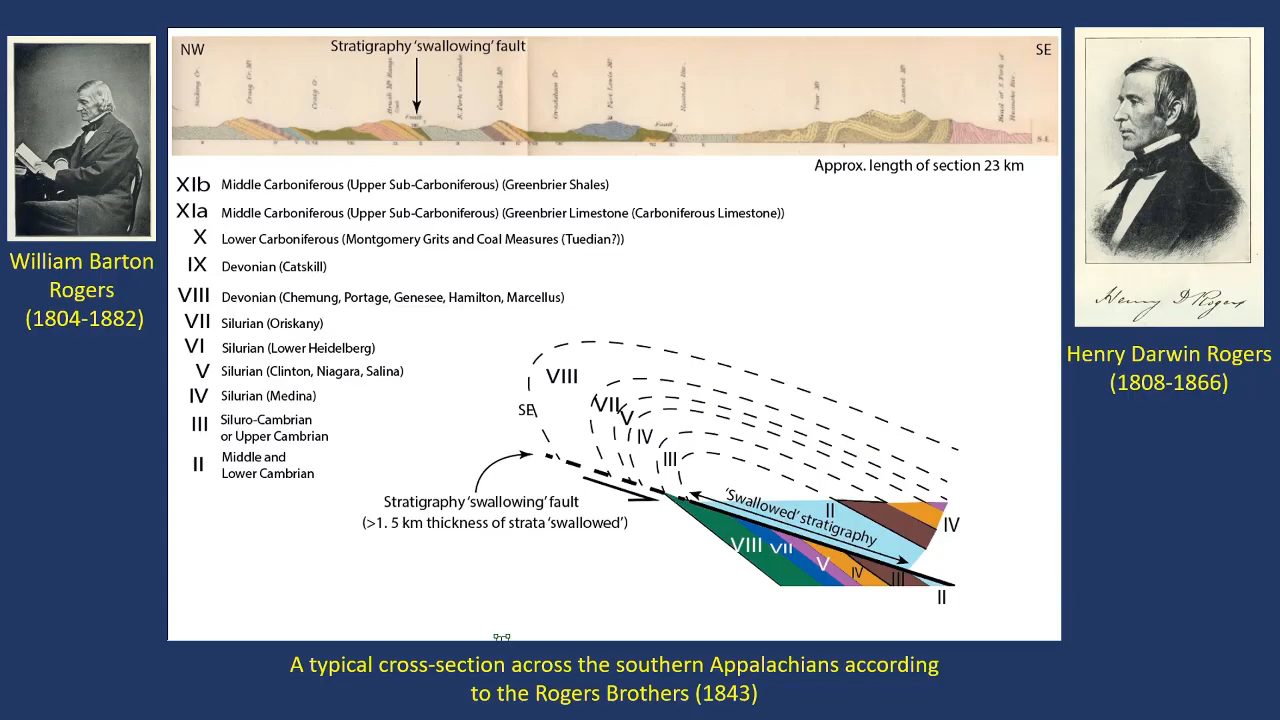 NW
Stratigraphy 'swallowing' fault
SE
Fault
Fault
Approx. length of section 23 km
William Barton
Rogers
(1804-1882)
XIb Middle Carboniferous (Upper Sub-Carboniferous) (Greenbrier Shales)
XIa Middle Carboniferous (Upper Sub-Carboniferous) (Greenbrier Limestone (Carboniferous Limestone))
X Lower Carboniferous (Montgomery Grits and Coal Measures (Tuedian?))
IX Devonian (Catskill)
VIII Devonian (Chemung, Portage, Genesee, Hamilton, Marcellus)
VII Silurian (Oriskany)
VI Silurian (Lower Heidelberg)
V Silurian (Clinton, Niagara, Salina)
IV Silurian (Medina)
III Siluro-Cambrian
or Upper Cambrian
II Middle and
Lower Cambrian
Henry D Rogers
Henry Darwin Rogers
(1808-1866)
VIII
SE
VII
V
IV
III
Stratigraphy 'swallowing' fault
(>1. 5 km thickness of strata 'swallowed')
'Swallowed' stratigraphy
II
IV
VIII
VII
V
IV
III
II
A typical cross-section across the southern Appalachians according
to the Rogers Brothers (1843)